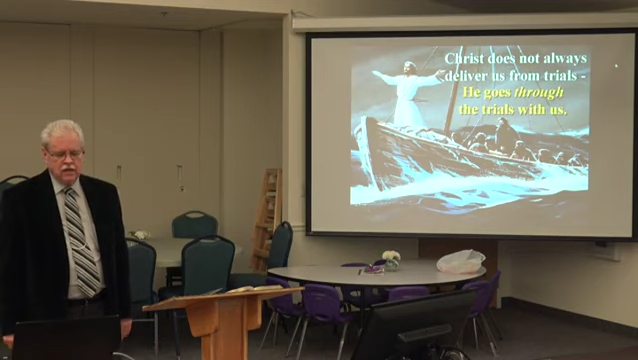 Christ does not always
deliver us from trials -
He goes through
the trials with us.